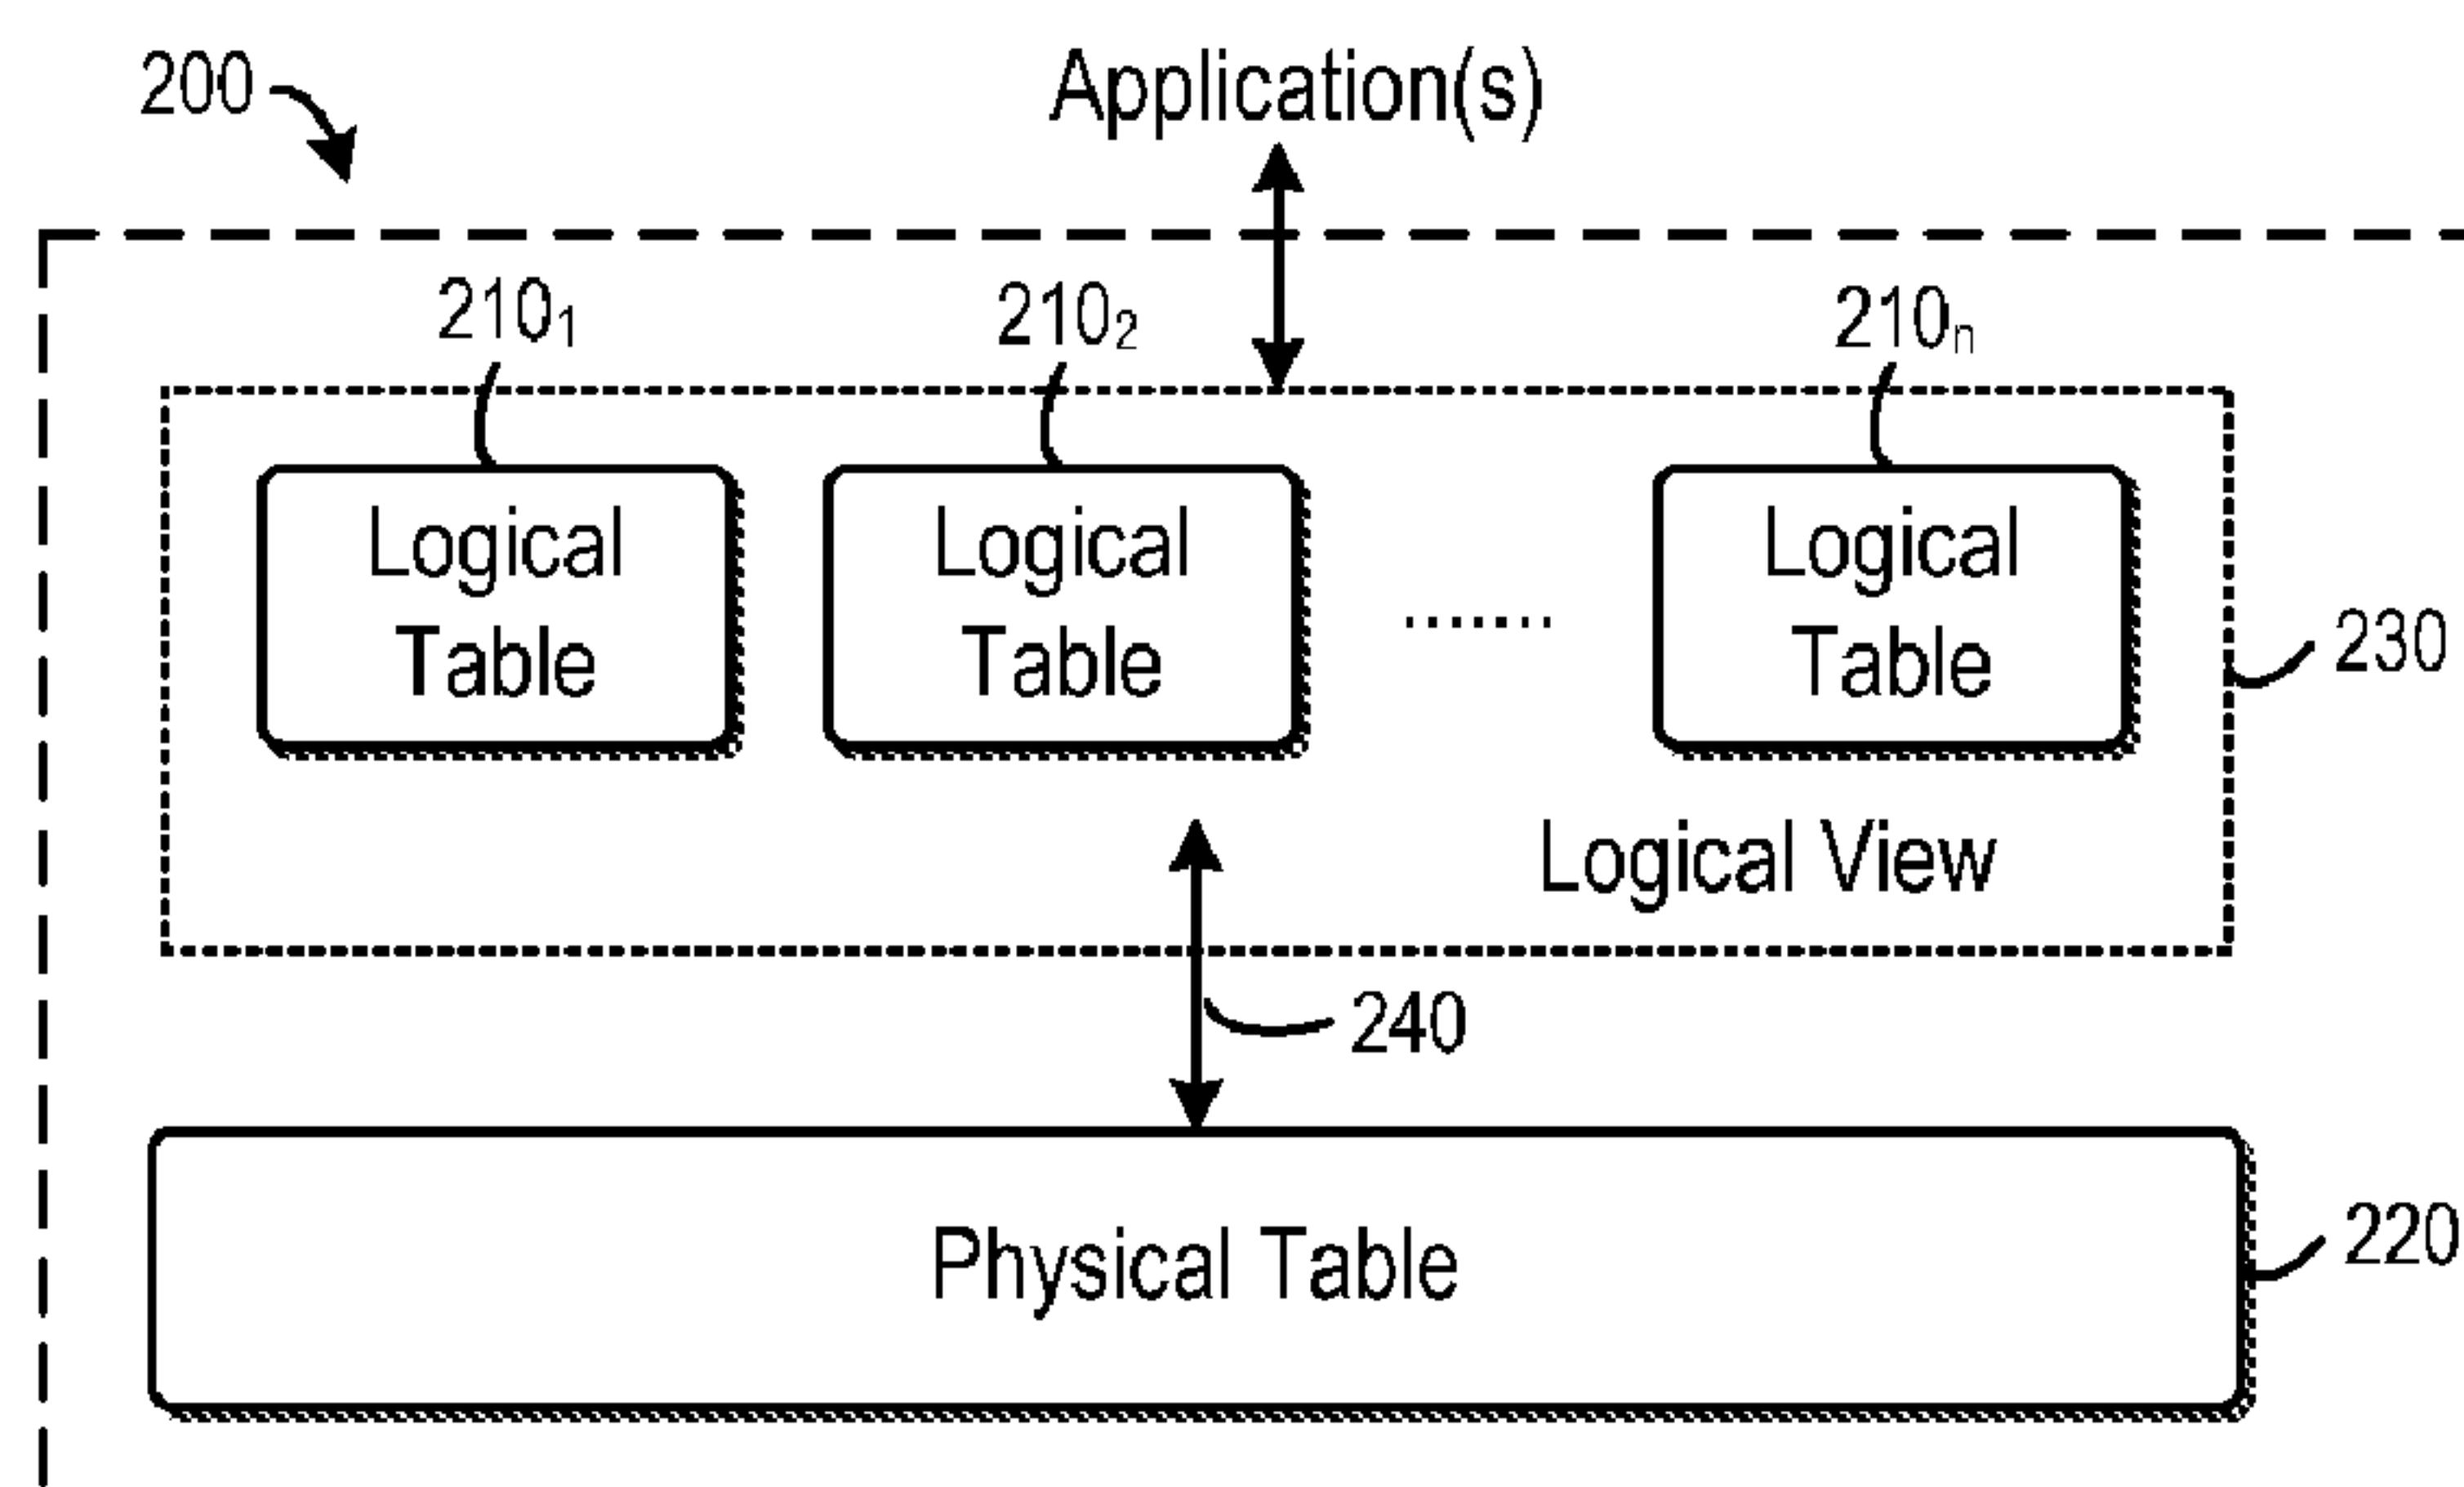 200
Application(s)
210₁
210₂
210ₙ
Logical
Table
Logical
Table
.......
Logical
Table
230
Logical View
240
Physical Table
220